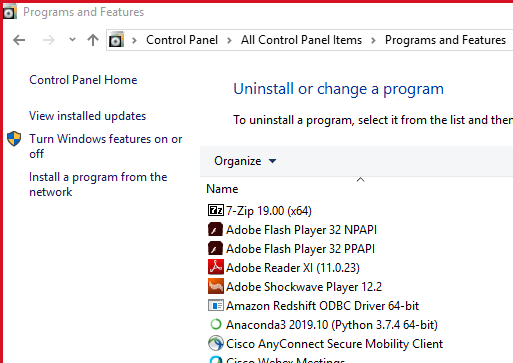 Programs and Features
Control Panel > All Control Panel Items > Programs and Features
Control Panel Home
Uninstall or change a program
View installed updates
To uninstall a program, select it from the list and then
Turn Windows features on or
off
Install a program from the
network
Organize
Name
7-Zip 19.00 (x64)
Adobe Flash Player 32 NPAPI
Adobe Flash Player 32 PPAPI
Adobe Reader XI (11.0.23)
Adobe Shockwave Player 12.2
Amazon Redshift ODBC Driver 64-bit
Anaconda3 2019.10 (Python 3.7.4 64-bit)
Cisco AnyConnect Secure Mobility Client
Cisco Webex Meetings